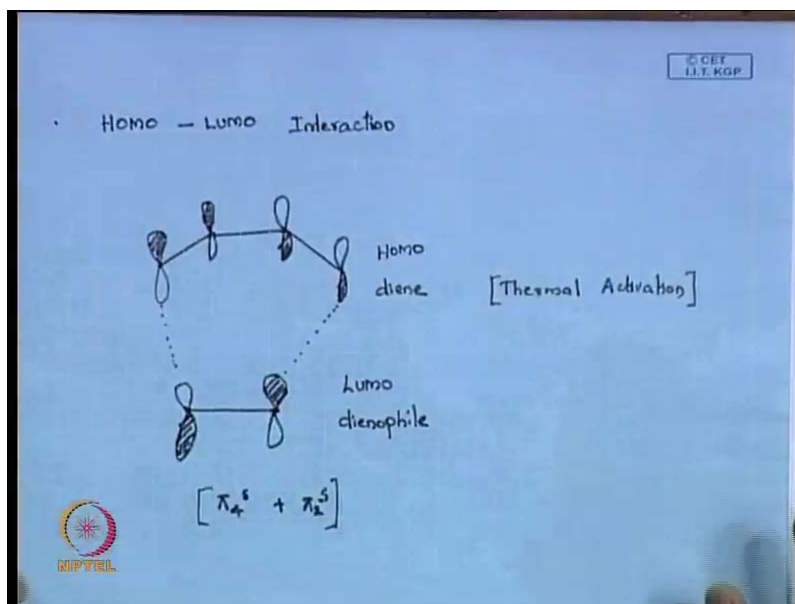 © CET
I.I.T. KGP
HOMO – LUMO Interaction
Homo
diene
[Thermal Activation]
Lumo
dienophile
[π₄ˢ + π₂ˢ]
NPTEL